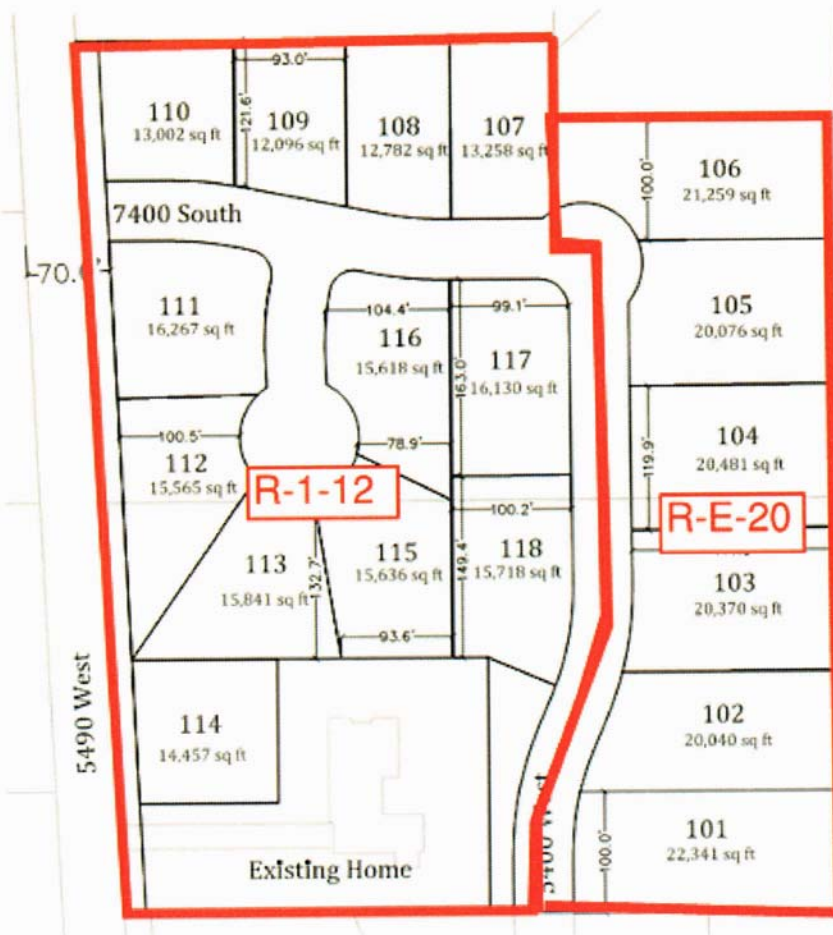 110
13,002 sq ft
93.0'
121.6'
109
12,096 sq ft
108
12,782 sq ft
107
13,258 sq ft
106
21,259 sq ft
100.0'
7400 South
111
16,267 sq ft
104.4'
116
15,618 sq ft
78.9'
99.1'
163.0'
117
16,130 sq ft
105
20,076 sq ft
100.5'
112
15,565 sq ft
R-1-12
119.9'
104
20,481 sq ft
R-E-20
113
15,841 sq ft
132.7'
115
15,636 sq ft
93.6'
100.2'
149.4'
118
15,718 sq ft
103
20,370 sq ft
5490 West
114
14,457 sq ft
102
20,040 sq ft
101
22,341 sq ft
100.0'
Existing Home
5400 West